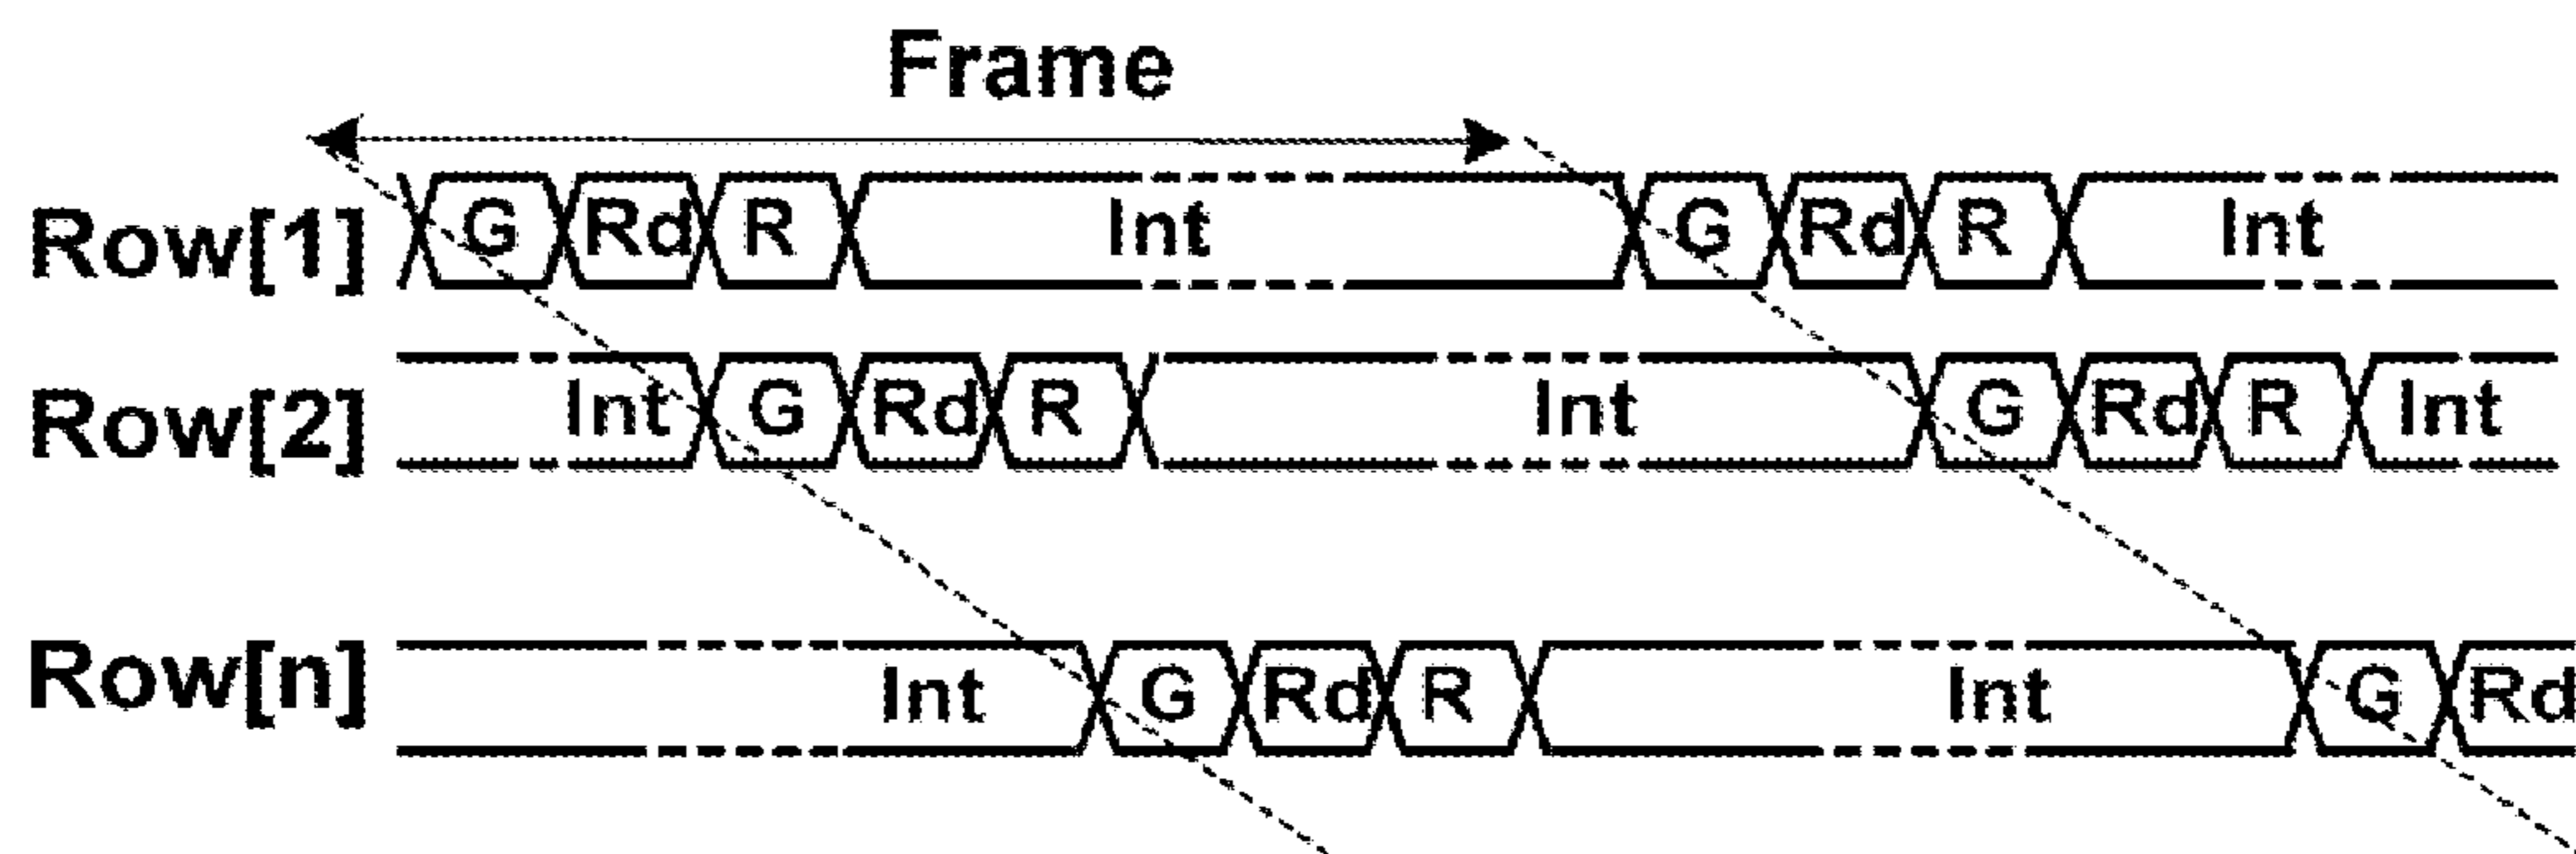 Frame
Row[1] G Rd R Int G Rd R Int
Row[2] Int G Rd R Int G Rd R Int
Row[n] Int G Rd R Int G Rd